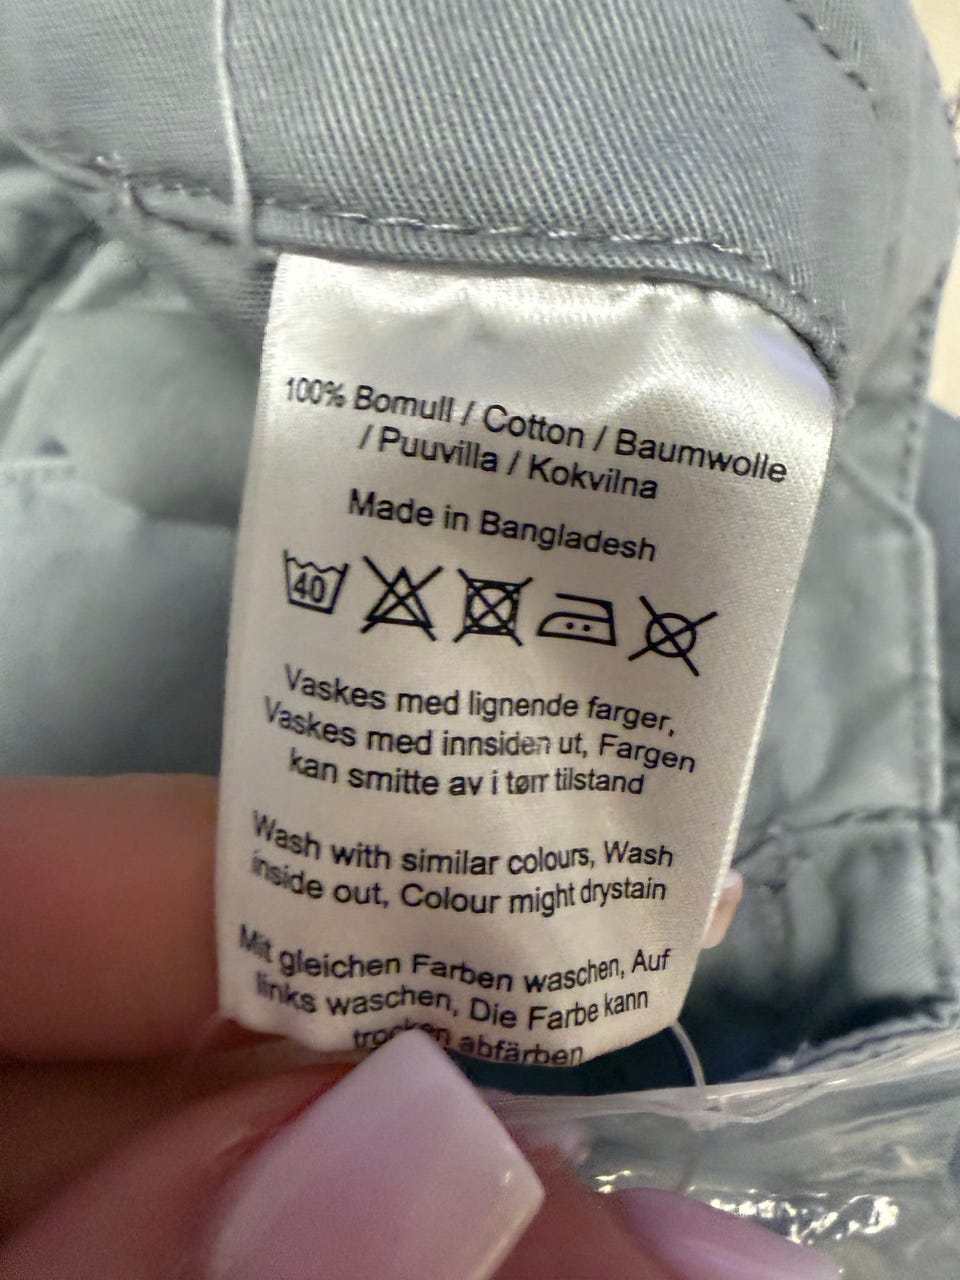 100% Bomull / Cotton / Baumwolle
/ Puuvilla / Kokvilna
Made in Bangladesh
40
Vaskes med lignende farger,
Vaskes med innsiden ut, Fargen
kan smitte av i tørr tilstand
Wash with similar colours, Wash
inside out, Colour might drystain
Mit gleichen Farben waschen, Auf
links waschen, Die Farbe kann
trocken abfärben